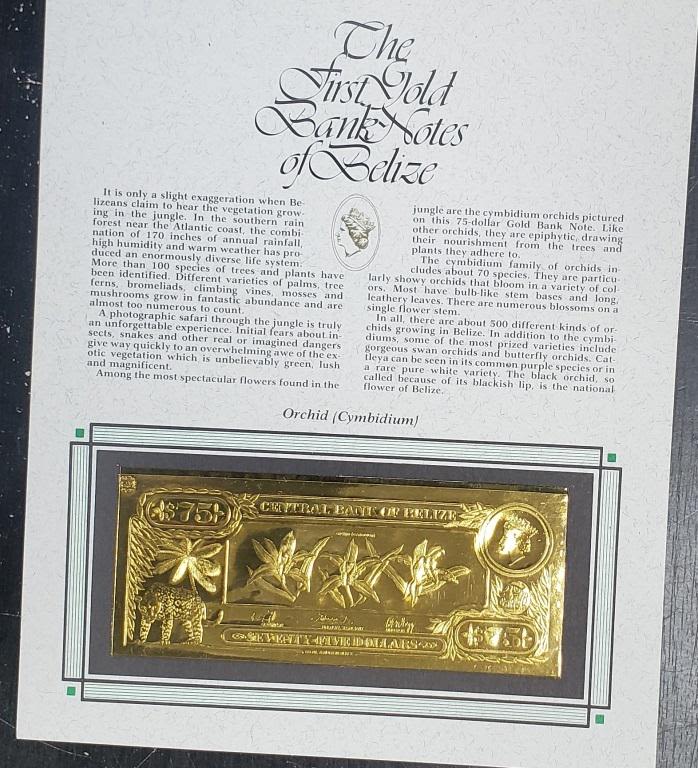 The
First Gold
Bank Notes
of Belize
It is only a slight exaggeration when Be-
lizeans claim to hear the vegetation grow-
ing in the jungle. In the southern rain
forest near the Atlantic coast, the combi-
nation of 170 inches of annual rainfall,
high humidity and warm weather has pro-
duced an enormously diverse life system.
More than 100 species of trees and plants have
been identified. Different varieties of palms, tree
ferns, bromeliads, climbing vines, mosses and
mushrooms grow in fantastic abundance and are
almost too numerous to count.
A photographic safari through the jungle is truly
an unforgettable experience. Initial fears about in-
sects, snakes and other real or imagined dangers
give way quickly to an overwhelming awe of the ex-
otic vegetation which is unbelievably green, lush
and magnificent.
Among the most spectacular flowers found in the
jungle are the cymbidium orchids pictured
on this 75-dollar Gold Bank Note. Like
other orchids, they are epiphytic, drawing
their nourishment from the trees and
plants they adhere to.
The cymbidium family of orchids in-
cludes about 70 species. They are particu-
larly showy orchids that bloom in a variety of col-
ors. Most have bulb-like stem bases and long,
leathery leaves. There are numerous blossoms on a
single flower stem.
In all, there are about 500 different kinds of or-
chids growing in Belize. In addition to the cymbi-
diums, some of the most prized varieties include
gorgeous swan orchids and butterfly orchids. Cat-
tleya can be seen in its common purple species or in
a rare pure white variety. The black orchid, so
called because of its blackish lip, is the national
flower of Belize.
Orchid (Cymbidium)
$75
CENTRAL BANK OF BELIZE
SEVENTY-FIVE DOLLARS
$75